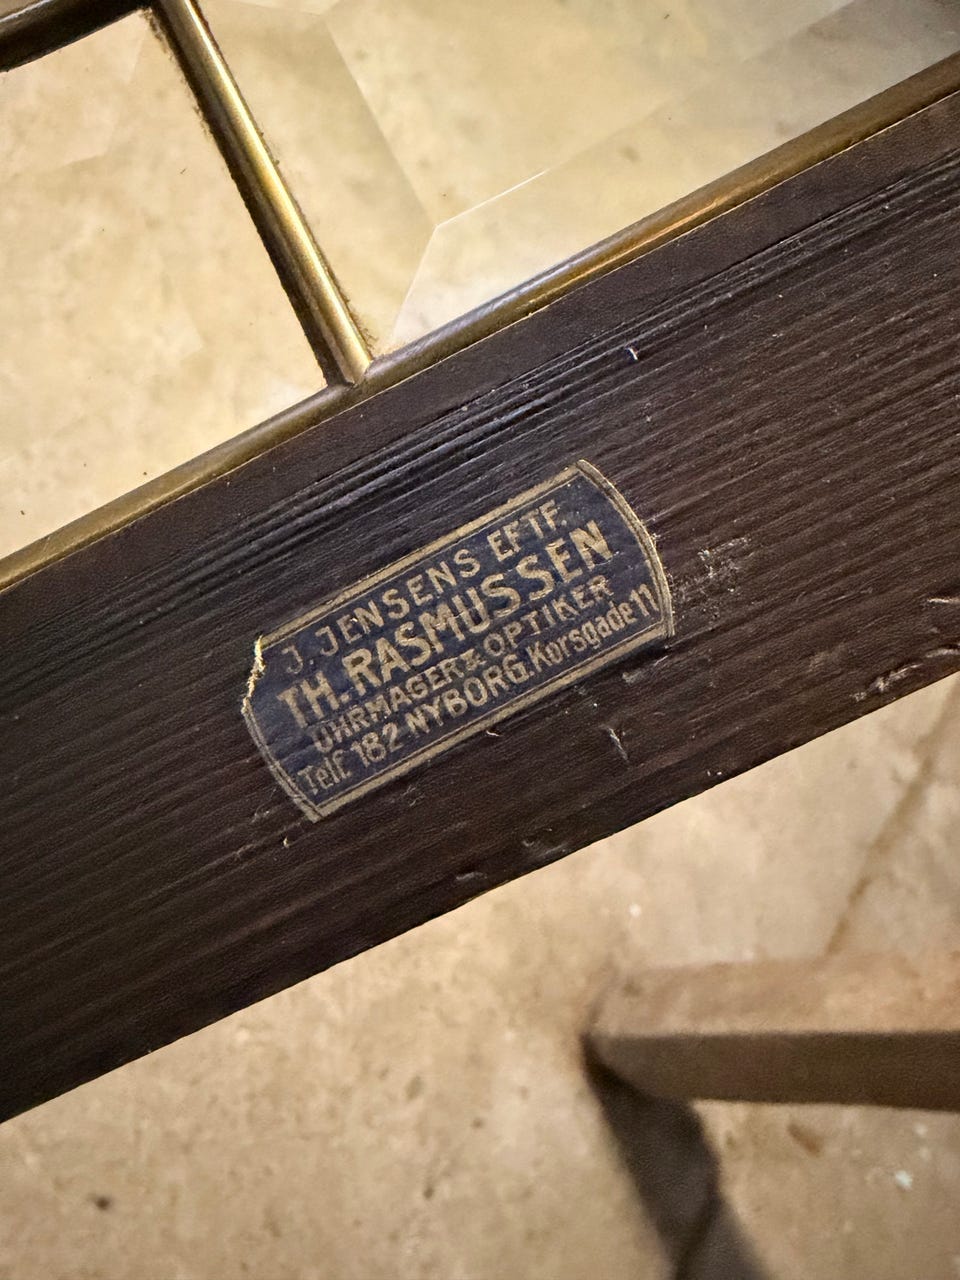 J. JENSENS EFTF.
TH. RASMUSSEN
UHRMAGER & OPTIKER
Telf. 182 NYBORG. Korsgade 11